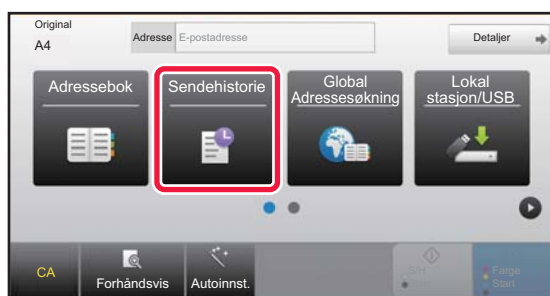 Original
A4
Adresse
E-postadresse
Detaljer
Adressebok
Sendehistorie
Global
Adressesøkning
Lokal
stasjon/USB
CA
Forhåndsvis
Autoinnst.
S/H
Start
Farge
Start